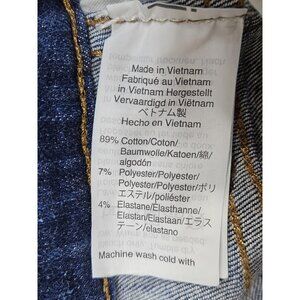 Made in Vietnam
Fabriqué au Vietnam
in Vietnam Hergestellt
Vervaardigd in Viêtnam
ベトナム製
Hecho en Vietnam
89% Cotton/Coton/
Baumwolle/Katoen/綿/
algodón
7% Polyester/Polyester/
Polyester/Polyester/ポリ
エステル/poliéster
4% Elastane/Élasthanne/
Elastan/Elastaan/エラス
テーン/elastano
Machine wash cold with